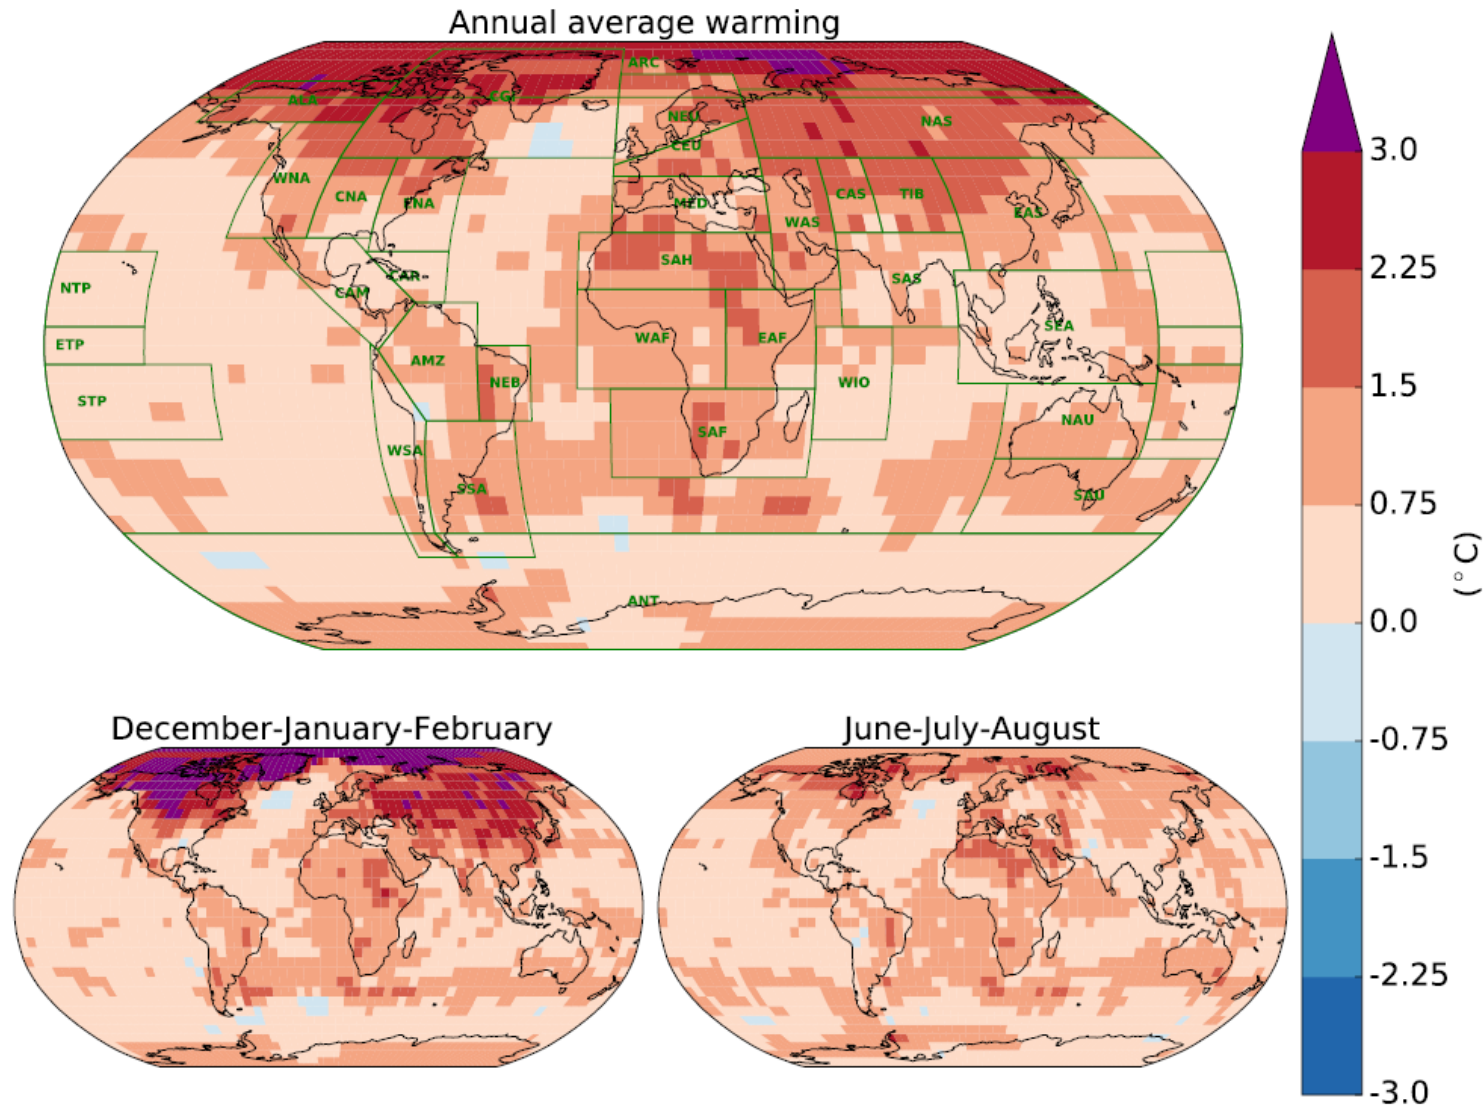 Annual average warming
ARC
ALA
CGI
NEU
NAS
CEU
WNA
CNA
ENA
MED
WAS
CAS
TIB
EAS
SAH
SAS
CAR
CAM
NTP
ETP
STP
SEA
WAF
EAF
AMZ
NEB
WIO
NAU
SAF
WSA
SSA
SAU
ANT
3.0
2.25
1.5
0.75
0.0
-0.75
-1.5
-2.25
-3.0
(°C)
December-January-February
June-July-August